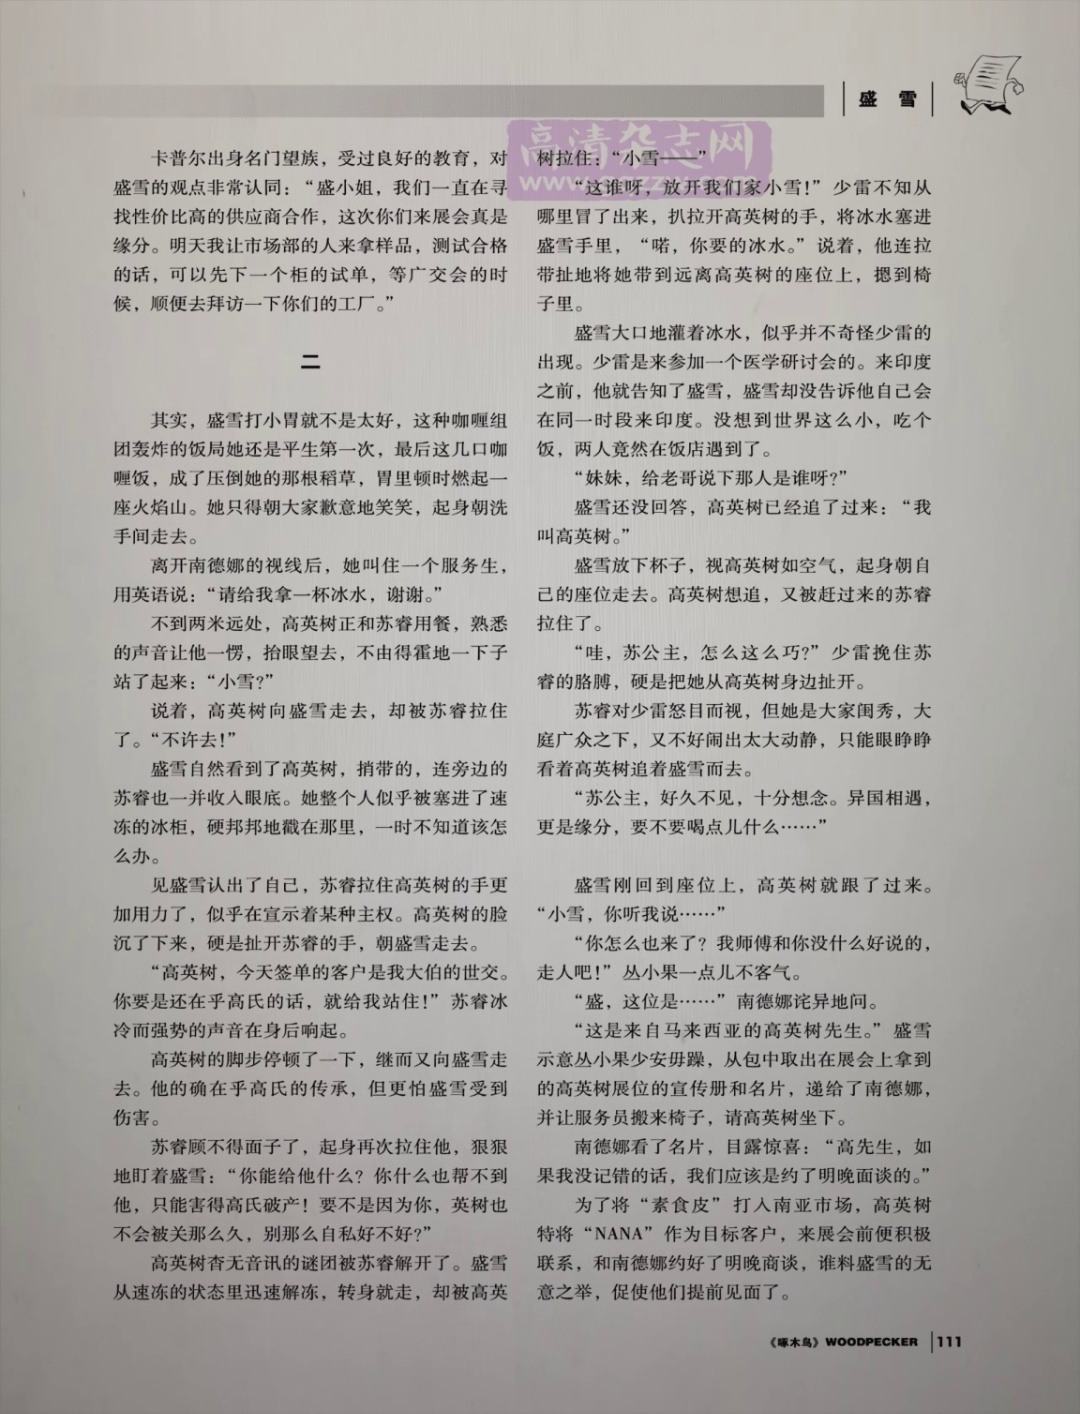 盛 雪
高清杂志网
www.gqzzw.com
卡普尔出身名门望族，受过良好的教育，对
盛雪的观点非常认同：“盛小姐，我们一直在寻
找性价比高的供应商合作，这次你们来展会真是
缘分。明天我让市场部的人来拿样品，测试合格
的话，可以先下一个柜的试单，等广交会的时
候，顺便去拜访一下你们的工厂。”
二
其实，盛雪打小胃就不是太好，这种咖喱组
团轰炸的饭局她还是平生第一次，最后这几口咖
喱饭，成了压倒她的那根稻草，胃里顿时燃起一
座火焰山。她只得朝大家歉意地笑笑，起身朝洗
手间走去。
离开南德娜的视线后，她叫住一个服务生，
用英语说：“请给我拿一杯冰水，谢谢。”
不到两米远处，高英树正和苏睿用餐，熟悉
的声音让他一愣，抬眼望去，不由得霍地一下子
站了起来：“小雪？”
说着，高英树向盛雪走去，却被苏睿拉住
了。“不许去！”
盛雪自然看到了高英树，捎带的，连旁边的
苏睿也一并收入眼底。她整个人似乎被塞进了速
冻的冰柜，硬邦邦地戳在那里，一时不知道该怎
么办。
见盛雪认出了自己，苏睿拉住高英树的手更
加用力了，似乎在宣示着某种主权。高英树的脸
沉了下来，硬是扯开苏睿的手，朝盛雪走去。
“高英树，今天签单的客户是我大伯的世交。
你要是还在乎高氏的话，就给我站住！”苏睿冰
冷而强势的声音在身后响起。
高英树的脚步停顿了一下，继而又向盛雪走
去。他的确在乎高氏的传承，但更怕盛雪受到
伤害。
苏睿顾不得面子了，起身再次拉住他，狠狠
地盯着盛雪：“你能给他什么？你什么也帮不到
他，只能害得高氏破产！要不是因为你，英树也
不会被关那么久，别那么自私好不好？”
高英树杳无音讯的谜团被苏睿解开了。盛雪
从速冻的状态里迅速解冻，转身就走，却被高英
树拉住：“小雪——”
“这谁呀，放开我们家小雪！”少雷不知从
哪里冒了出来，扒拉开高英树的手，将冰水塞进
盛雪手里，“喏，你要的冰水。”说着，他连拉
带扯地将她带到远离高英树的座位上，摁到椅
子里。
盛雪大口地灌着冰水，似乎并不奇怪少雷的
出现。少雷是来参加一个医学研讨会的。来印度
之前，他就告知了盛雪，盛雪却没告诉他自己会
在同一时段来印度。没想到世界这么小，吃个
饭，两人竟然在饭店遇到了。
“妹妹，给老哥说下那人是谁呀？”
盛雪还没回答，高英树已经追了过来：“我
叫高英树。”
盛雪放下杯子，视高英树如空气，起身朝自
己的座位走去。高英树想追，又被赶过来的苏睿
拉住了。
“哇，苏公主，怎么这么巧？”少雷挽住苏
睿的胳膊，硬是把她从高英树身边扯开。
苏睿对少雷怒目而视，但她是大家闺秀，大
庭广众之下，又不好闹出太大动静，只能眼睁睁
看着高英树追着盛雪而去。
“苏公主，好久不见，十分想念。异国相遇，
更是缘分，要不要喝点儿什么……”
盛雪刚回到座位上，高英树就跟了过来。
“小雪，你听我说……”
“你怎么也来了？我师傅和你没什么好说的，
走人吧！”丛小果一点儿不客气。
“盛，这位是……”南德娜诧异地问。
“这是来自马来西亚的高英树先生。”盛雪
示意丛小果少安毋躁，从包中取出在展会上拿到
的高英树展位的宣传册和名片，递给了南德娜，
并让服务员搬来椅子，请高英树坐下。
南德娜看了名片，目露惊喜：“高先生，如
果我没记错的话，我们应该是约了明晚面谈的。”
为了将“素食皮”打入南亚市场，高英树
特将“NANA”作为目标客户，来展会前便积极
联系，和南德娜约好了明晚商谈，谁料盛雪的无
意之举，促使他们提前见面了。
《啄木鸟》WOODPECKER 111